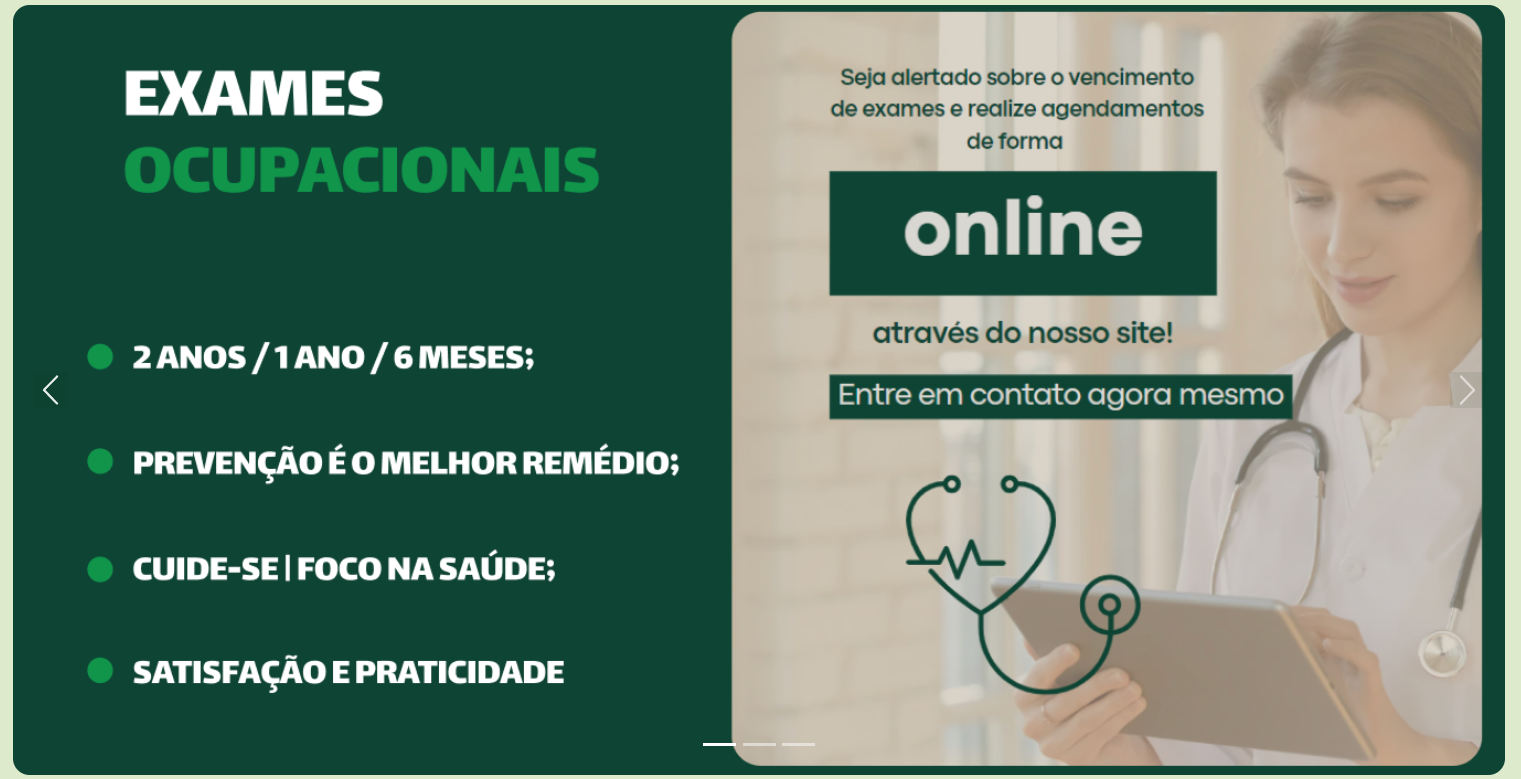 EXAMES
OCUPACIONAIS
2 ANOS / 1 ANO / 6 MESES;
PREVENÇÃO É O MELHOR REMÉDIO;
CUIDE-SE | FOCO NA SAÚDE;
SATISFAÇÃO E PRATICIDADE
Seja alertado sobre o vencimento
de exames e realize agendamentos
de forma
online
através do nosso site!
Entre em contato agora mesmo